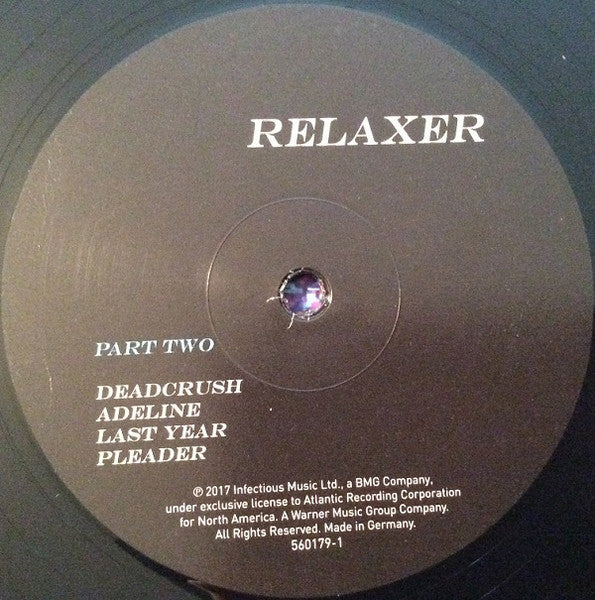 RELAXER
PART TWO
DEADCRUSH
ADELINE
LAST YEAR
PLEADER
℗ 2017 Infectious Music Ltd., a BMG Company,
under exclusive license to Atlantic Recording Corporation
for North America. A Warner Music Group Company.
All Rights Reserved. Made in Germany.
560179-1